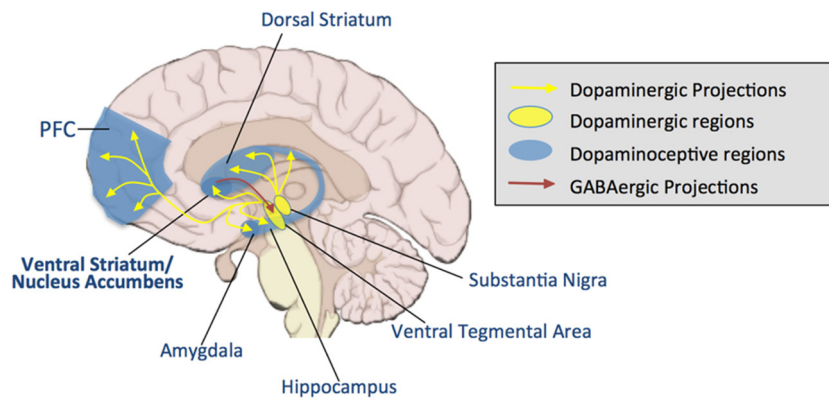 Dorsal Striatum
PFC
Dopaminergic Projections
Dopaminergic regions
Dopaminoceptive regions
GABAergic Projections
Ventral Striatum/
Nucleus Accumbens
Substantia Nigra
Ventral Tegmental Area
Amygdala
Hippocampus